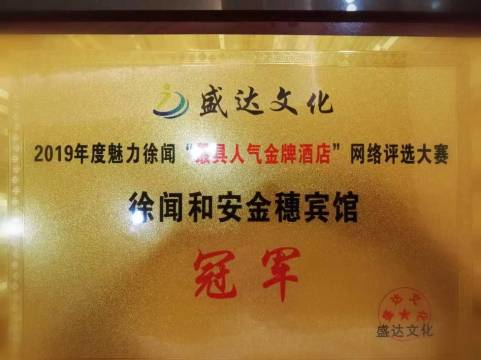 盛达文化
2019年度魅力徐闻“最具人气金牌酒店”网络评选大赛
徐闻和安金穗宾馆
冠军
盛达文化